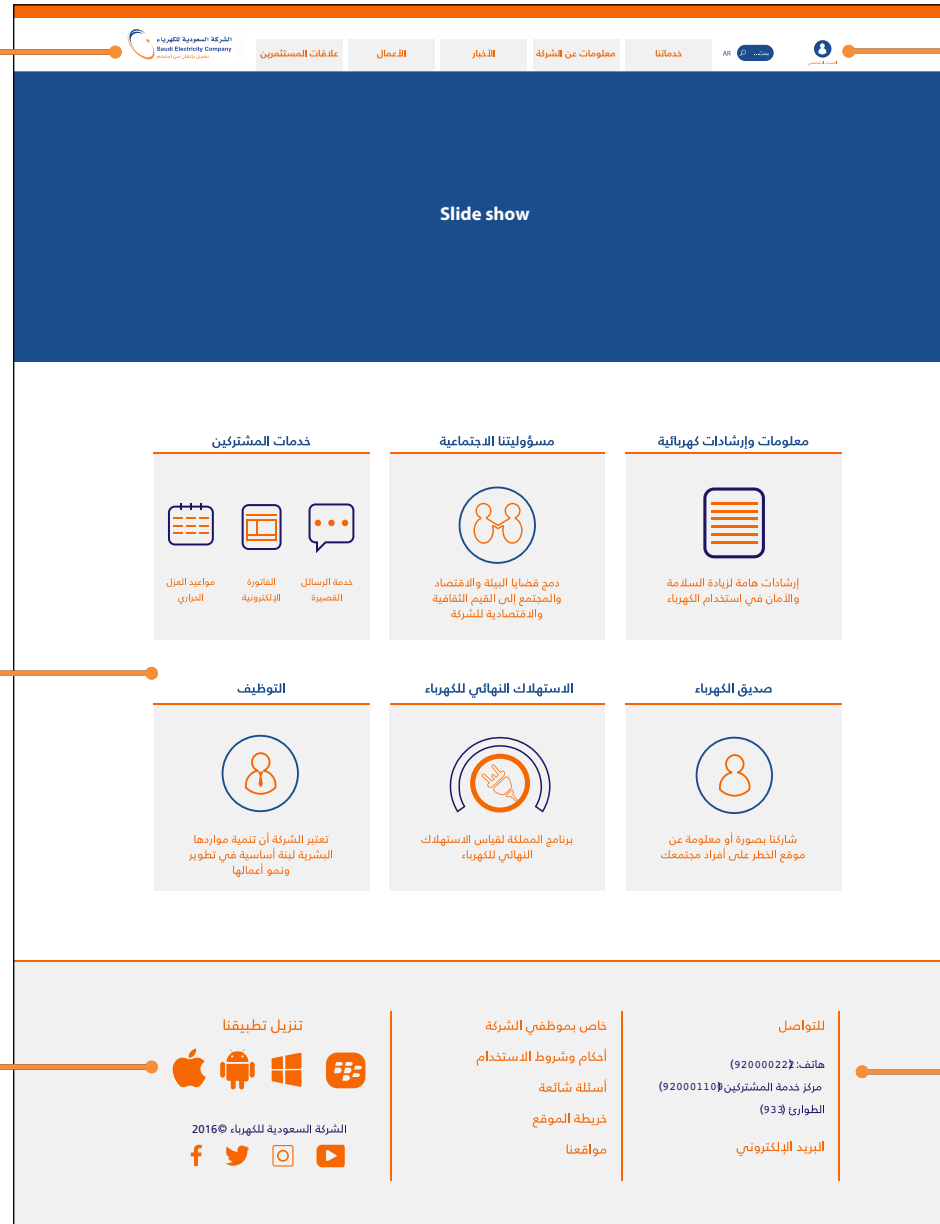 الشركة السعودية للكهرباء
Saudi Electricity Company
الحساب الشخصي
بحث...
AR
خدماتنا
معلومات عن الشركة
الأخبار
الأعمال
علاقات المستثمرين
Slide show
معلومات وإرشادات كهربائية
إرشادات هامة لزيادة السلامة
والأمان في استخدام الكهرباء
مسؤوليتنا الاجتماعية
دمج قضايا البيئة والاقتصاد
والمجتمع إلى القيم الثقافية
والاقتصادية للشركة
خدمات المشتركين
خدمة الرسائل
القصيرة
الفاتورة
الإلكترونية
مواعيد العزل
الحراري
صديق الكهرباء
شاركنا بصورة أو معلومة عن
موقع الخطر على أفراد مجتمعك
الاستهلاك النهائي للكهرباء
برنامج المملكة لقياس الاستهلاك
النهائي للكهرباء
التوظيف
تعتبر الشركة أن تنمية مواردها
البشرية لبنة أساسية في تطوير
ونمو أعمالها
للتواصل
هاتف: (920000222)
مركز خدمة المشتركين (920001100)
الطوارئ (933)
البريد الإلكتروني
خاص بموظفي الشركة
أحكام وشروط الاستخدام
أسئلة شائعة
خريطة الموقع
مواقعنا
تنزيل تطبيقنا
الشركة السعودية للكهرباء ©2016